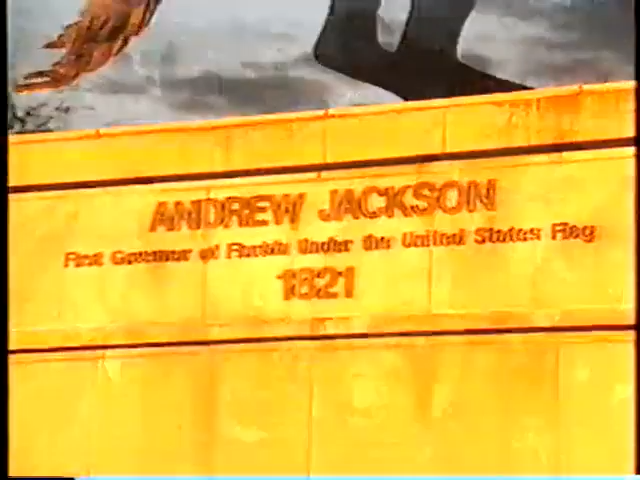 ANDREW JACKSON
First Governor of Florida Under the United States Flag
1821